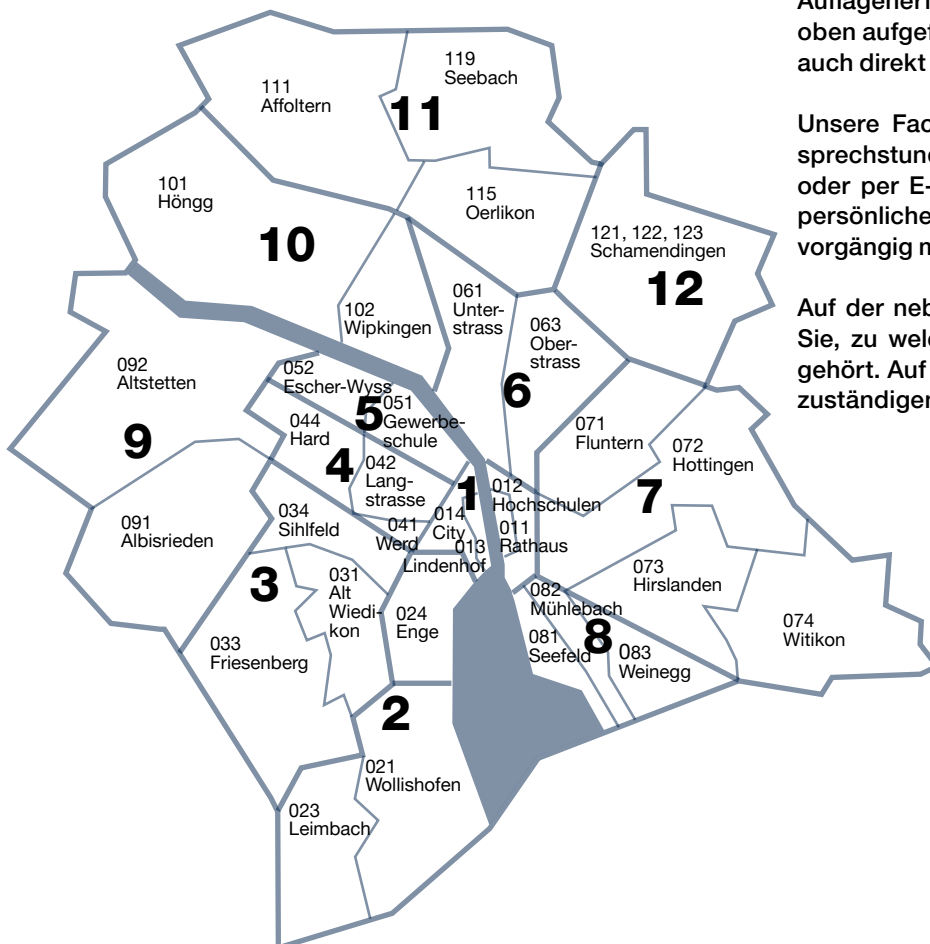 119
Seebach
111
Affoltern
11
101
Höngg
115
Oerlikon
10
121, 122, 123
Schamendingen
12
061
Unter-
strass
102
Wipkingen
063
Ober-
strass
092
Altstetten
052
Escher-Wyss
6
5
051
Gewerbe-
schule
044
Hard
9
4
071
Fluntern
072
Hottingen
042
Lang-
strasse
1
012
Hochschulen
7
091
Albisrieden
034
Sihlfeld
014
City
041
Werd
011
Rathaus
013
Lindenhof
3
031
Alt
Wiedi-
kon
073
Hirslanden
082
Mühlebach
024
Enge
8
074
Witikon
033
Friesenberg
081
Seefeld
083
Weinegg
2
021
Wollishofen
023
Leimbach
oben aufgef
auch direkt
Unsere Fac
sprechstund
oder per E-
persönliche
vorgängig m
Auf der neb
Sie, zu welc
gehört. Auf
zuständigen